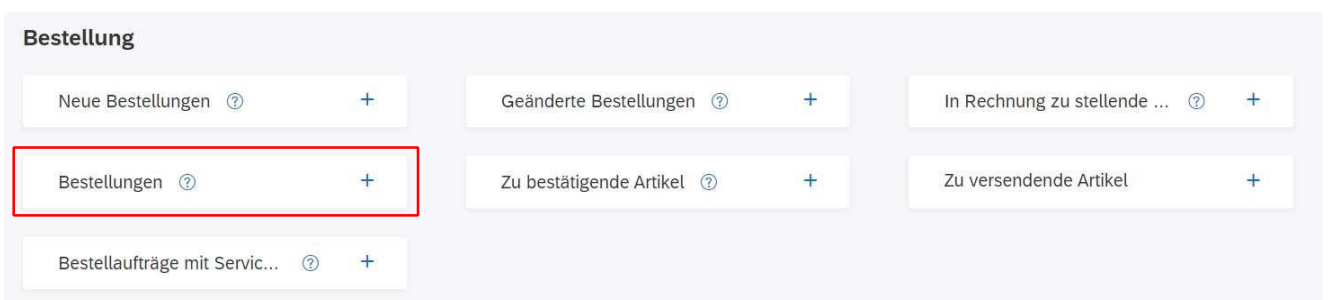 Bestellung
Neue Bestellungen ? +
Geänderte Bestellungen ? +
In Rechnung zu stellende ... ? +
Bestellungen ? +
Zu bestätigende Artikel ? +
Zu versendende Artikel +
Bestellaufträge mit Servic... ? +